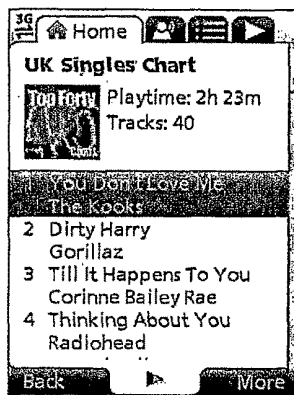 3G
Home
UK Singles Chart
Top Forty
Playtime: 2h 23m
Tracks: 40
1 You Don't Love Me
The Kooks
2 Dirty Harry
Gorillaz
3 Till It Happens To You
Corinne Bailey Rae
4 Thinking About You
Radiohead
Back
More